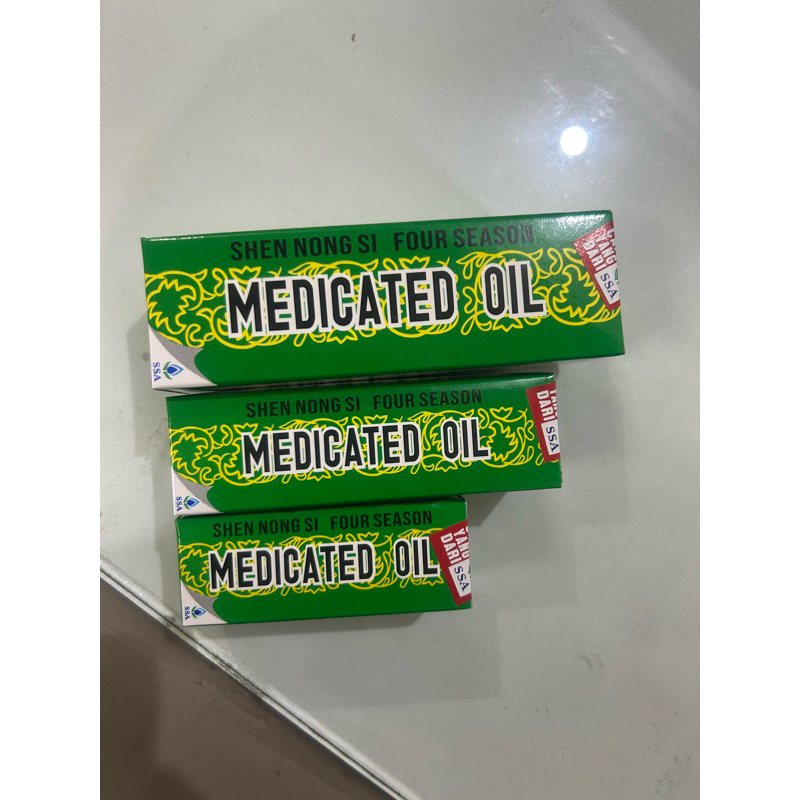 SHEN NONG SI FOUR SEASON
MEDICATED OIL
YANG
DARI SSA
SSA
SHEN NONG SI FOUR SEASON
MEDICATED OIL
YANG
DARI SSA
SSA
SHEN NONG SI FOUR SEASON
MEDICATED OIL
YANG
DARI SSA
SSA